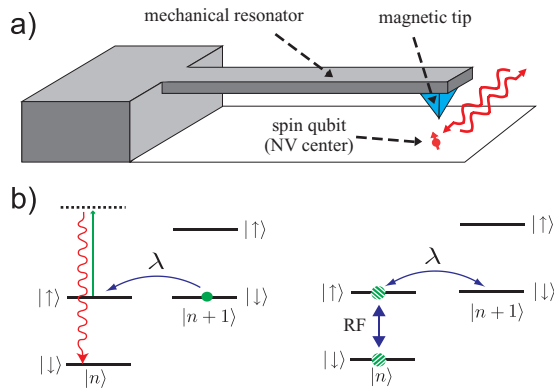 a)
mechanical resonator
magnetic tip
spin qubit
(NV center)
b)
|↑⟩ |↑⟩
λ λ
|↑⟩ |↓⟩ |↑⟩ |↓⟩
|n+1⟩ |n+1⟩
RF
|↓⟩ |↓⟩
|n⟩ |n⟩